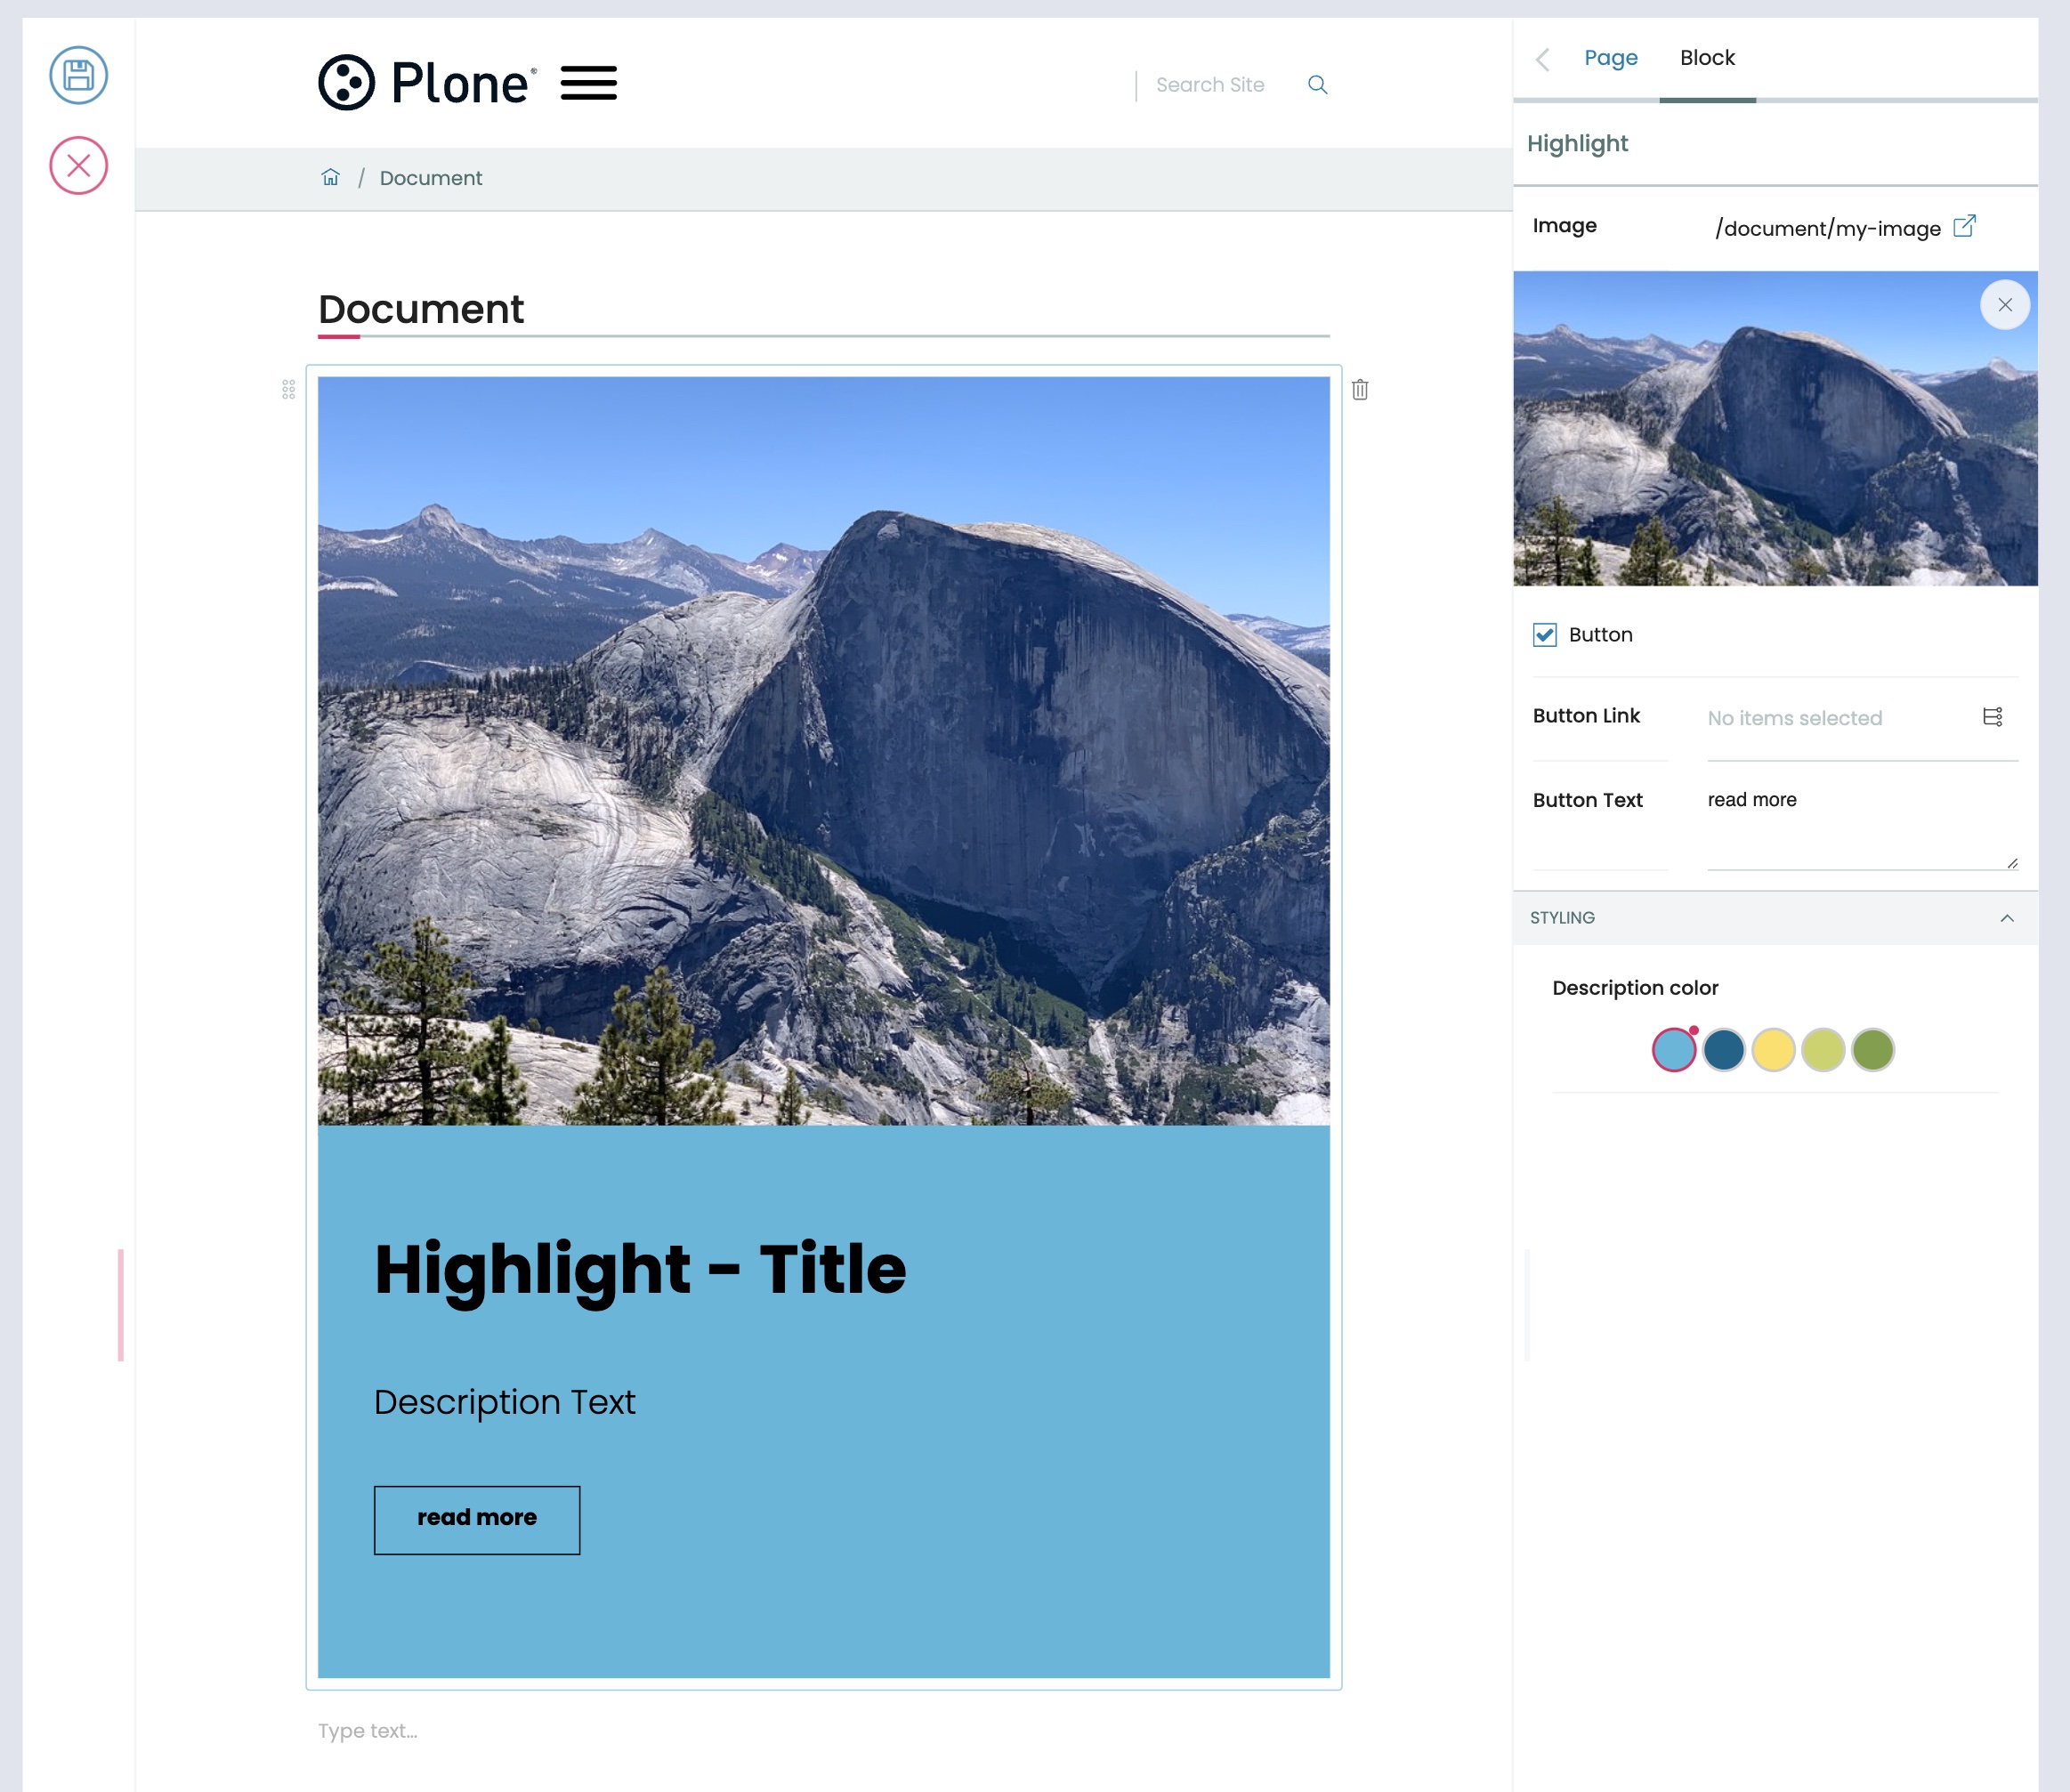 Plone®
Search Site
/ Document
Document
Highlight - Title
Description Text
read more
Type text...
Page
Block
Highlight
Image
/document/my-image
Button
Button Link
No items selected
Button Text
read more
STYLING
Description color